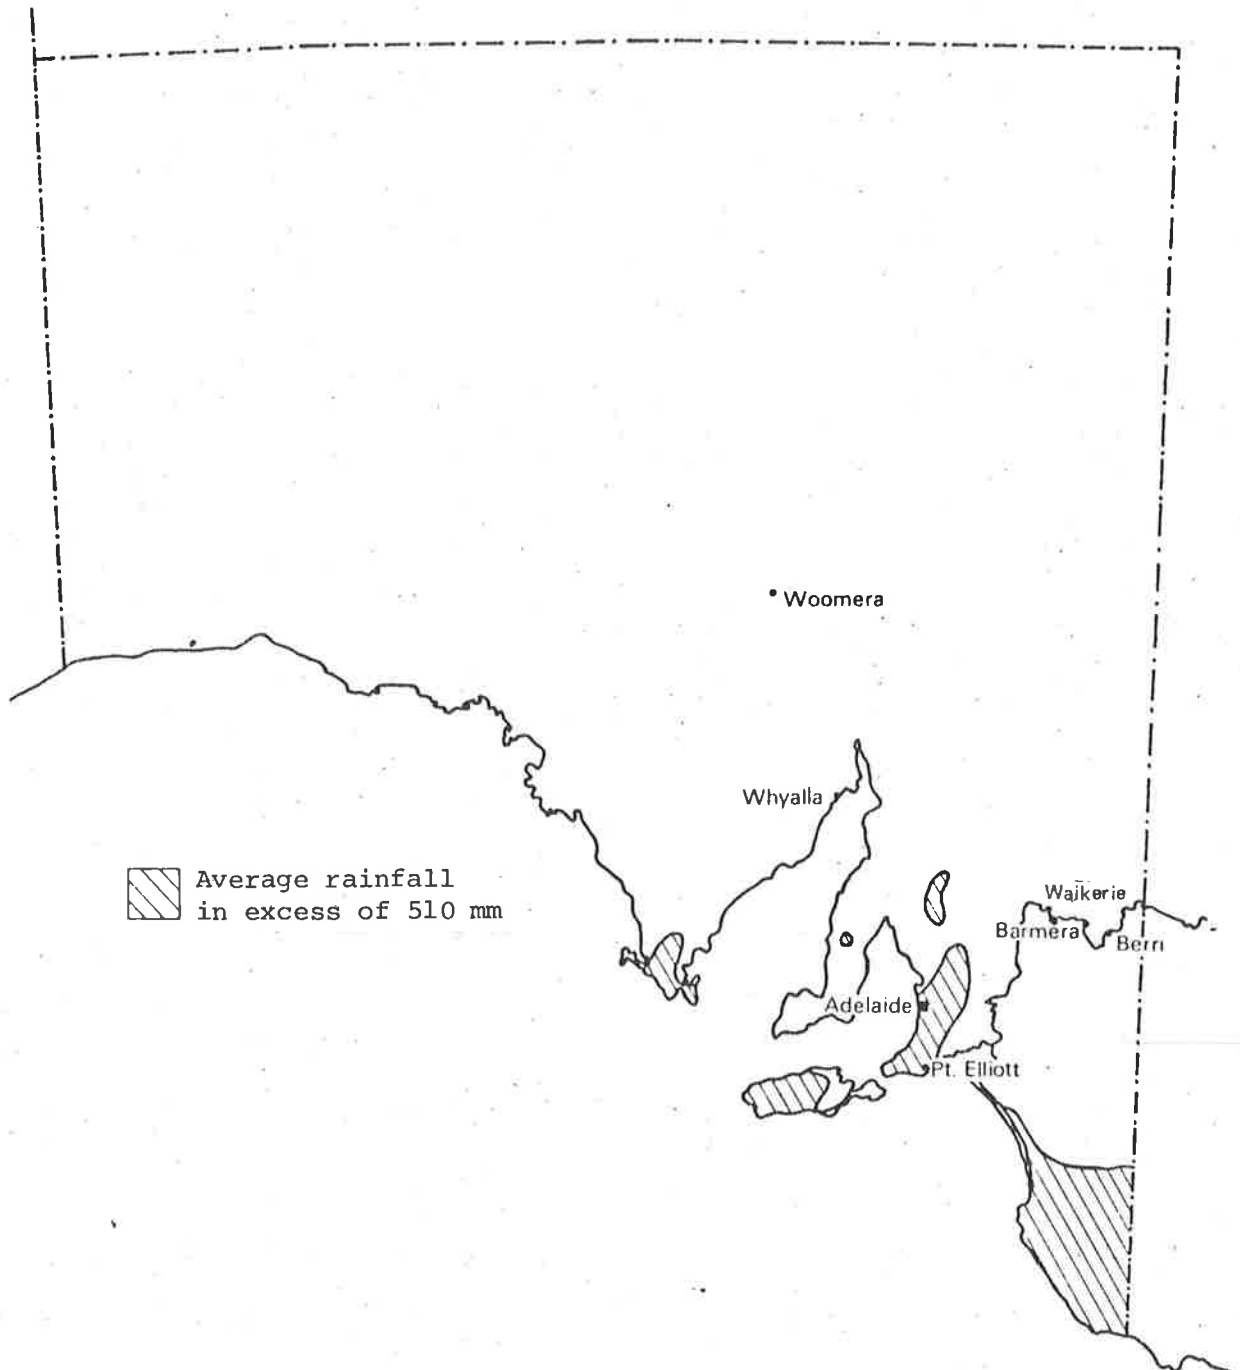 Woomera
Whyalla
Average rainfall
in excess of 510 mm
Waikerie
Barmera
Berri
Adelaide
Pt. Elliott